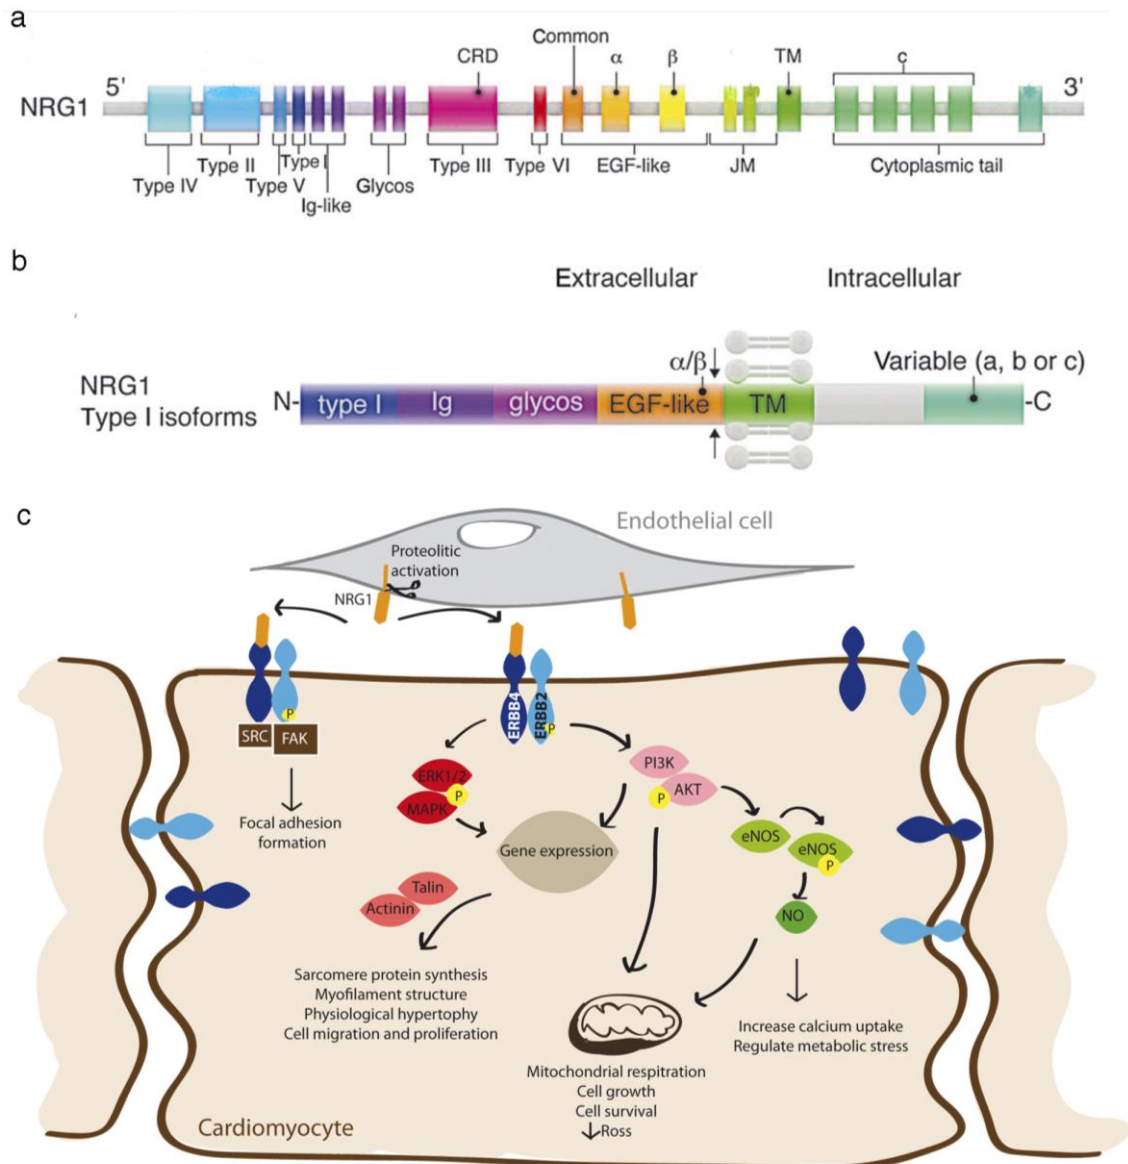 a
Common
CRD
α
β
TM
c
5'
3'
NRG1
Type IV
Type II
Type V
Type I
Ig-like
Glycos
Type III
Type VI
EGF-like
JM
Cytoplasmic tail
b
Extracellular
Intracellular
α/β
Variable (a, b or c)
NRG1
Type I isoforms
N-
type I
Ig
glycos
EGF-like
TM
-C
c
Endothelial cell
Proteolitic
activation
NRG1
ERBB4
ERBB2
P
P
SRC
FAK
Focal adhesion
formation
ERK1/2
MAPK
P
PI3K
AKT
P
Gene expression
eNOS
eNOS
P
NO
Talin
Actinin
Sarcomere protein synthesis
Myofilament structure
Physiological hypertophy
Cell migration and proliferation
Increase calcium uptake
Regulate metabolic stress
Mitochondrial respitration
Cell growth
Cell survival
↓Ross
Cardiomyocyte